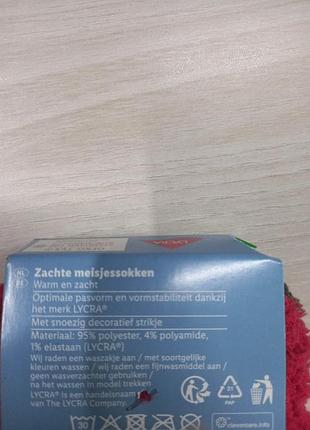 LYCRA
NL
BE
Zachte meisjessokken
Warm en zacht
Optimale pasvorm en vormstabiliteit dankzij
het merk LYCRA®
Met snoezig decoratief strikje
Materiaal: 95% polyester, 4% polyamide,
1% elastaan (LYCRA®)
Wij raden een waszakje aan / met soortgelijke
kleuren wassen / wij raden een fijnwasmiddel aan /
geen wasverzachter gebruiken /
na het wassen in model trekken
LYCRA® is een handelsnaam
van The LYCRA Company.
21
PAP
30
clevercare.info